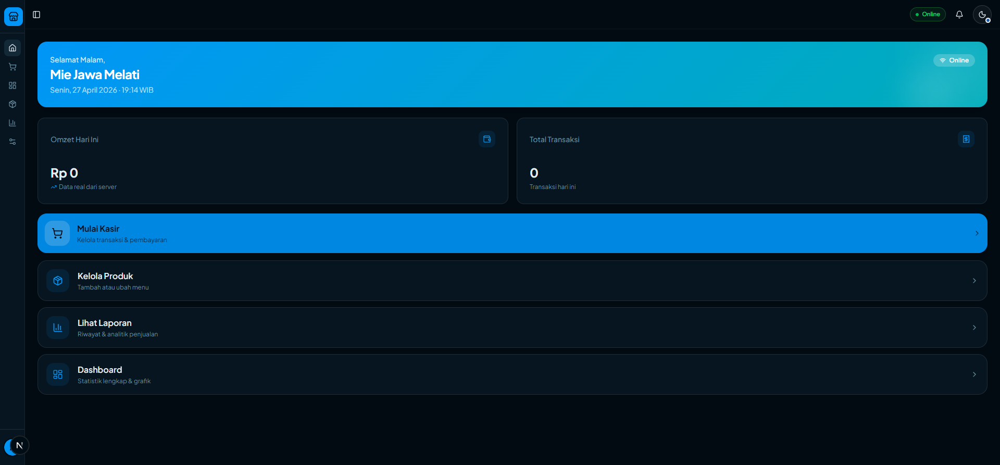 Online
Selamat Malam,
Mie Jawa Melati
Senin, 27 April 2026 · 19:14 WIB
Online
Omzet Hari Ini
Rp 0
Data real dari server
Total Transaksi
0
Transaksi hari ini
Mulai Kasir
Kelola transaksi & pembayaran
Kelola Produk
Tambah atau ubah menu
Lihat Laporan
Riwayat & analitik penjualan
Dashboard
Statistik lengkap & grafik
N